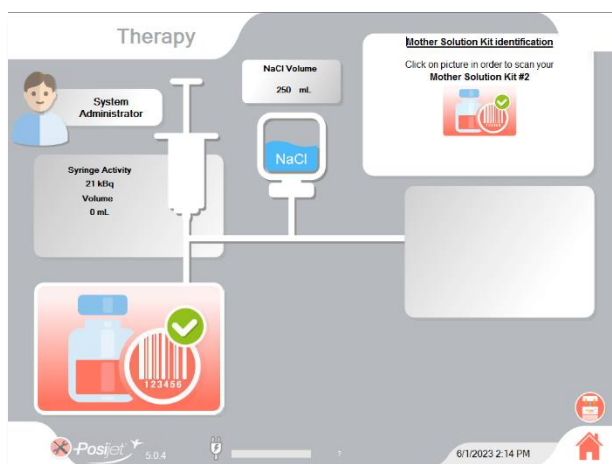 Therapy
System
Administrator
NaCl Volume
250 mL
NaCl
Mother Solution Kit identification
Click on picture in order to scan your
Mother Solution Kit #2
123456
Syringe Activity
21 kBq
Volume
0 mL
123456
Posijet
5.0.4
?
6/1/2023 2:14 PM